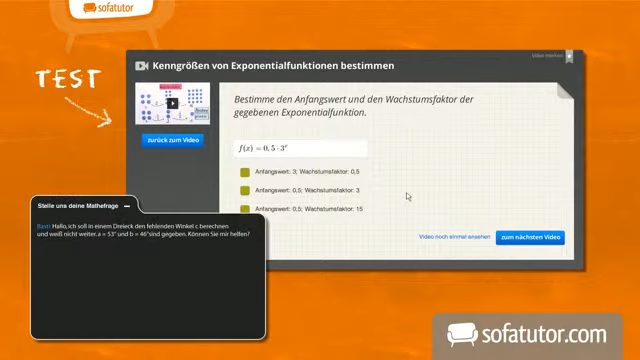 sofatutor
TEST
Kenngrößen von Exponentialfunktionen bestimmen
zurück zum Video
Bestimme den Anfangswert und den Wachstumsfaktor der
gegebenen Exponentialfunktion.
f(x) = 0, 5 · 3ˣ
Anfangswert: 3; Wachstumsfaktor: 0,5
Anfangswert: 0,5; Wachstumsfaktor: 3
Anfangswert: 0,5; Wachstumsfaktor: 15
Video noch einmal ansehen
zum nächsten Video
Stelle uns deine Mathefrage
Basti: Hallo, ich soll in einem Dreieck den fehlenden Winkel c berechnen
und weiß nicht weiter. a = 53° und b = 46° sind gegeben. Können Sie mir helfen?
sofatutor.com